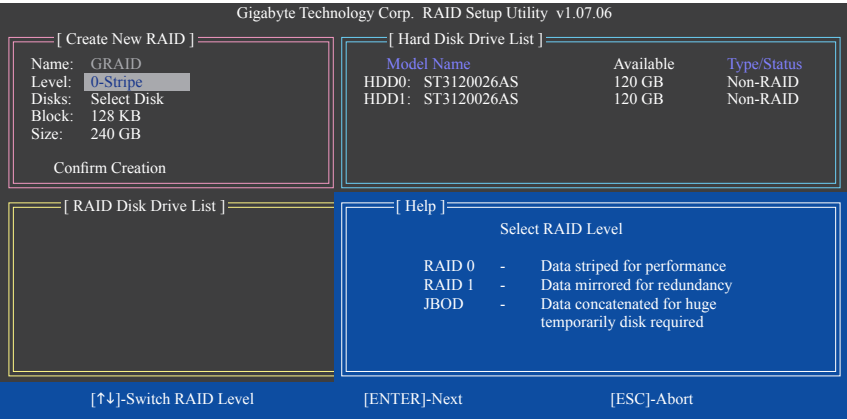 Gigabyte Technology Corp. RAID Setup Utility v1.07.06
[ Create New RAID ]
Name: GRAID
Level: 0-Stripe
Disks: Select Disk
Block: 128 KB
Size: 240 GB
Confirm Creation
[ Hard Disk Drive List ]
Model Name Available Type/Status
HDD0: ST3120026AS 120 GB Non-RAID
HDD1: ST3120026AS 120 GB Non-RAID
[ RAID Disk Drive List ]
[ Help ]
Select RAID Level
RAID 0 - Data striped for performance
RAID 1 - Data mirrored for redundancy
JBOD - Data concatenated for huge
temporarily disk required
[↑↓]-Switch RAID Level [ENTER]-Next [ESC]-Abort